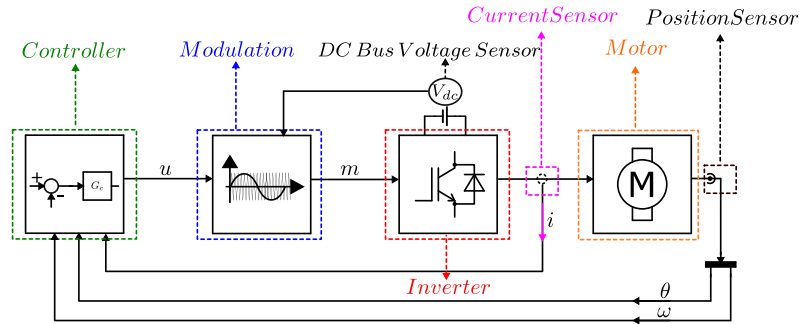 CurrentSensor
PositionSensor
Controller
Modulation
DC Bus Voltage Sensor
Motor
V_dc
+
−
G_c
u
m
M
i
Inverter
θ
ω